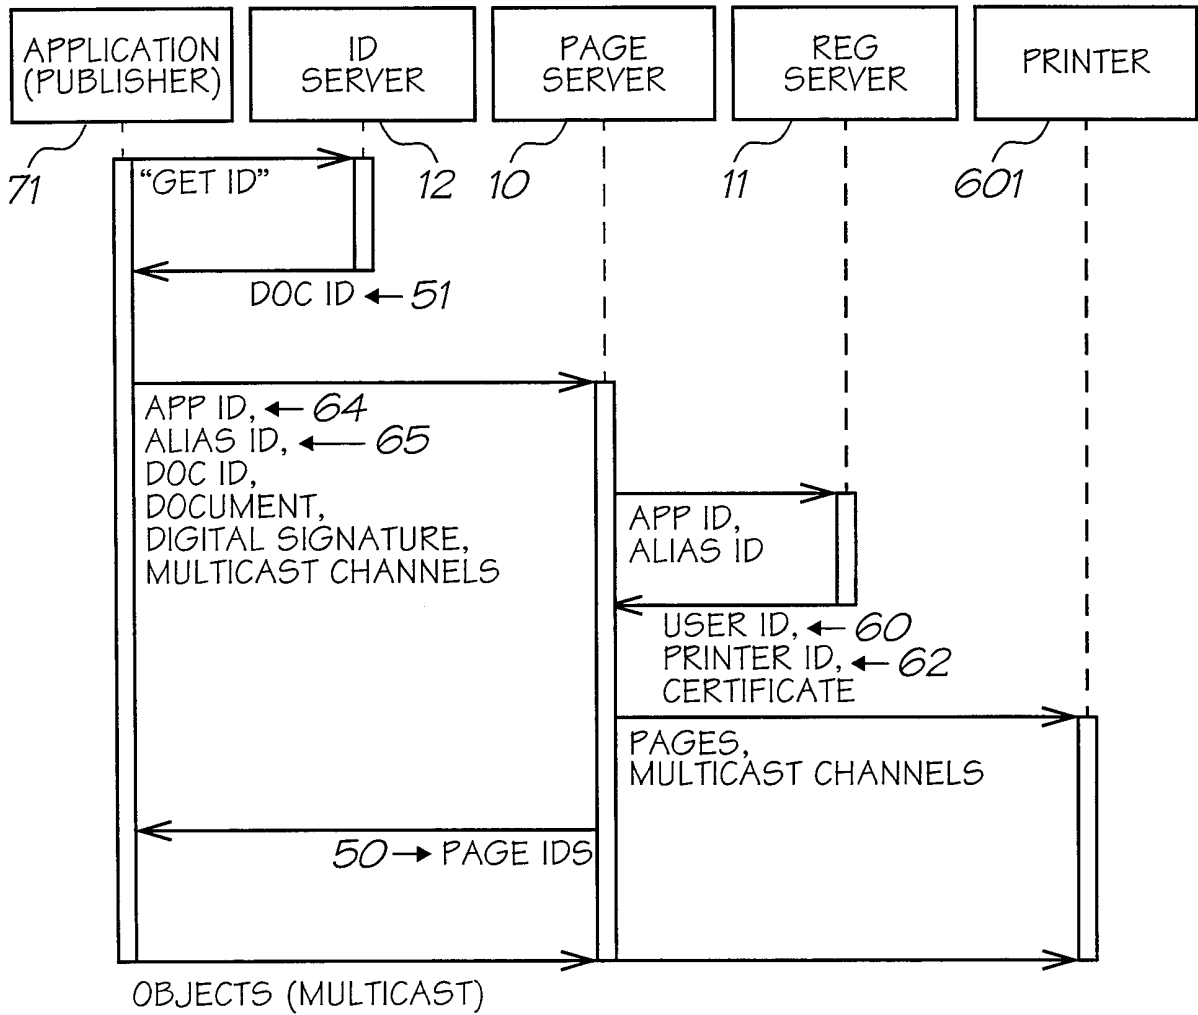 APPLICATION
(PUBLISHER)
ID
SERVER
PAGE
SERVER
REG
SERVER
PRINTER
71
12
10
11
601
“GET ID”
DOC ID 51
APP ID, 64
ALIAS ID, 65
DOC ID,
DOCUMENT,
DIGITAL SIGNATURE,
MULTICAST CHANNELS
APP ID,
ALIAS ID
USER ID, 60
PRINTER ID, 62
CERTIFICATE
PAGES,
MULTICAST CHANNELS
50 PAGE IDS
OBJECTS (MULTICAST)